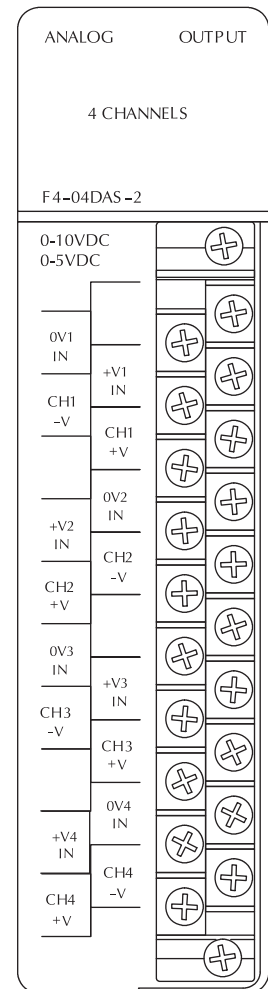 ANALOG OUTPUT
4 CHANNELS
F4-04DAS-2
0-10VDC
0-5VDC
0V1
IN
+V1
IN
CH1
-V
CH1
+V
0V2
IN
+V2
IN
CH2
-V
CH2
+V
0V3
IN
+V3
IN
CH3
-V
CH3
+V
0V4
IN
+V4
IN
CH4
-V
CH4
+V